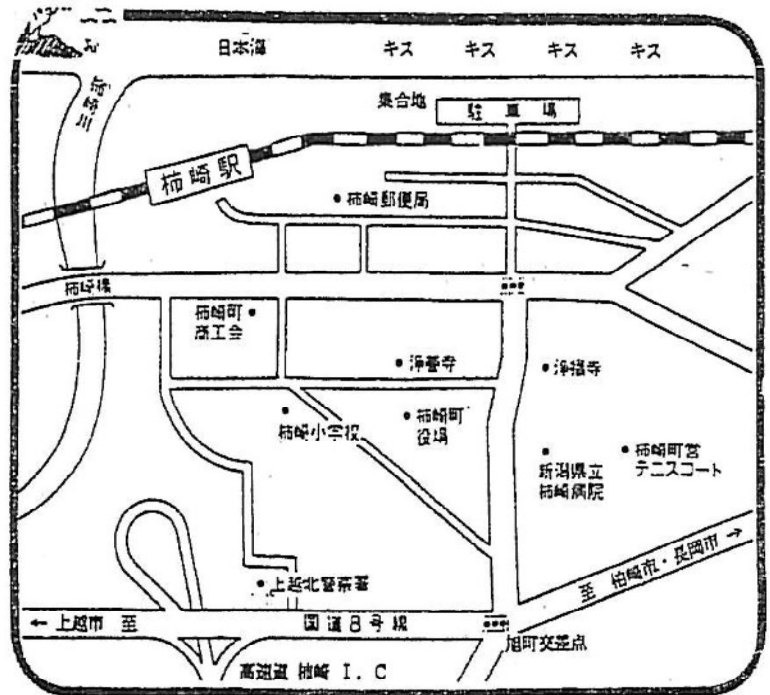 日本海
キス キス キス キス
柿崎川
集合地
駐車場
柿崎駅
柿崎郵便局
柿崎橋
柿崎町
商工会
浄善寺
柿崎小学校
柿崎町
役場
新潟県立
柿崎病院
柿崎町営
テニスコート
上越北警察署
至 柏崎市・長岡市 →
← 上越市 至
国道8号線
旭町交差点
高速道 柿崎 I.C